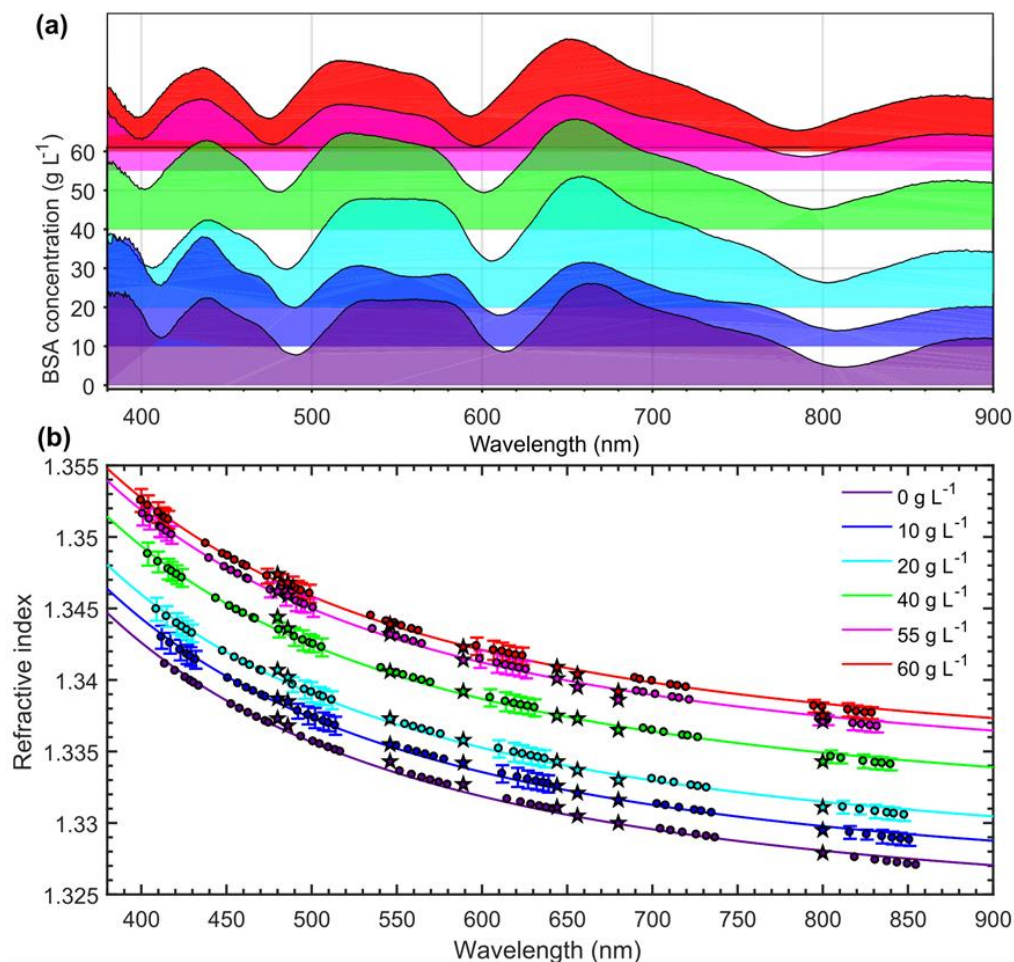 (a)
BSA concentration (g L⁻¹)
60
50
40
30
20
10
0
400
500
600
700
800
900
Wavelength (nm)
(b)
Refractive index
1.355
1.35
1.345
1.34
1.335
1.33
1.325
0 g L⁻¹
10 g L⁻¹
20 g L⁻¹
40 g L⁻¹
55 g L⁻¹
60 g L⁻¹
400
450
500
550
600
650
700
750
800
850
900
Wavelength (nm)